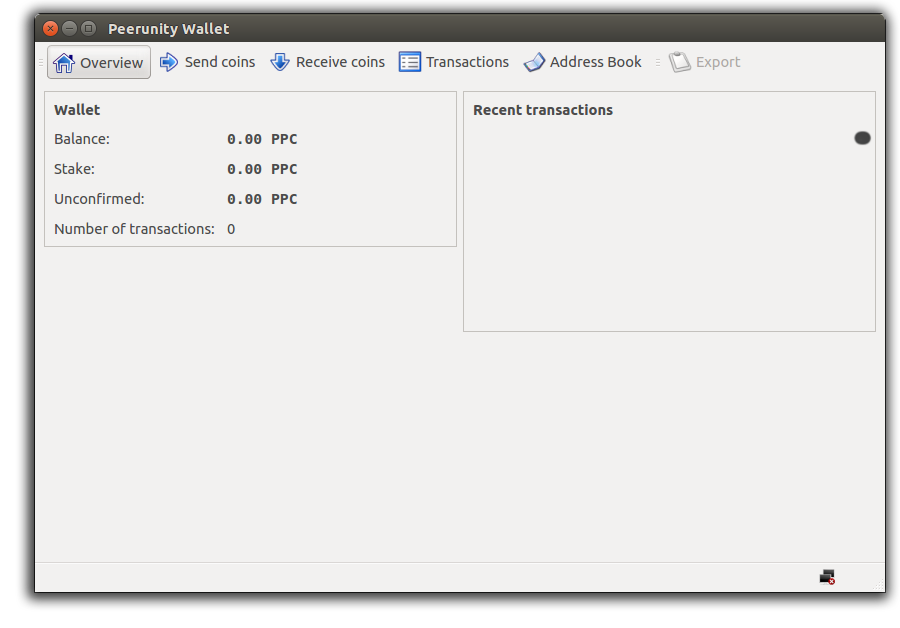 Peerunity Wallet
Overview Send coins Receive coins Transactions Address Book Export
Wallet
Balance: 0.00 PPC
Stake: 0.00 PPC
Unconfirmed: 0.00 PPC
Number of transactions: 0
Recent transactions